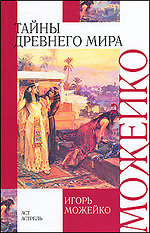 ТАЙНЫ
ДРЕВНЕГО МИРА
МОЖЕЙКО
ИГОРЬ
МОЖЕЙКО
АСТ
АСТРЕЛЬ